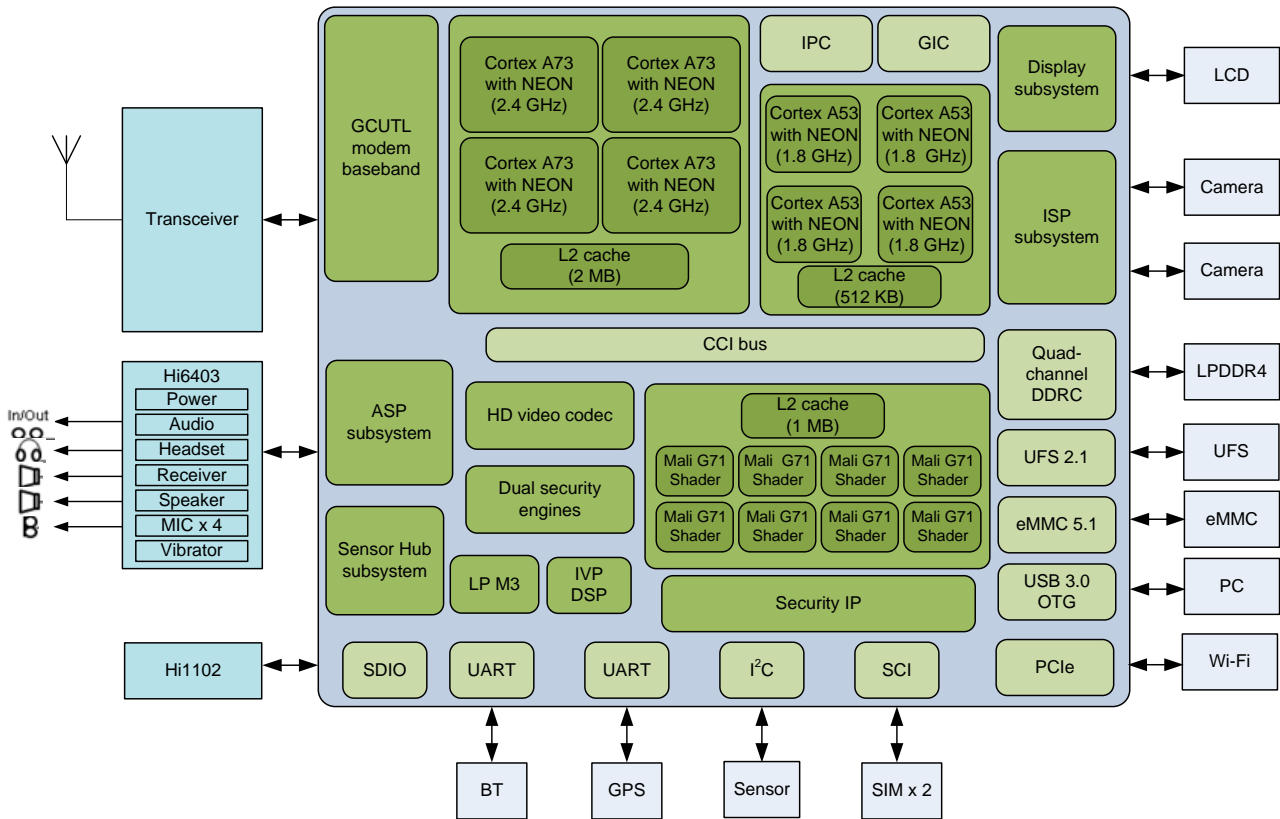 GCUTL
modem
baseband
Cortex A73
with NEON
(2.4 GHz)
Cortex A73
with NEON
(2.4 GHz)
Cortex A73
with NEON
(2.4 GHz)
Cortex A73
with NEON
(2.4 GHz)
L2 cache
(2 MB)
IPC
GIC
Cortex A53
with NEON
(1.8 GHz)
Cortex A53
with NEON
(1.8 GHz)
Cortex A53
with NEON
(1.8 GHz)
Cortex A53
with NEON
(1.8 GHz)
L2 cache
(512 KB)
Display
subsystem
LCD
ISP
subsystem
Camera
Camera
Transceiver
CCI bus
Quad-
channel
DDRC
LPDDR4
Hi6403
Power
Audio
Headset
Receiver
Speaker
MIC x 4
Vibrator
In/Out
ASP
subsystem
HD video codec
Dual security
engines
L2 cache
(1 MB)
Mali G71
Shader
Mali G71
Shader
Mali G71
Shader
Mali G71
Shader
Mali G71
Shader
Mali G71
Shader
Mali G71
Shader
Mali G71
Shader
UFS 2.1
UFS
eMMC 5.1
eMMC
Sensor Hub
subsystem
LP M3
IVP
DSP
Security IP
USB 3.0
OTG
PC
Hi1102
SDIO
UART
UART
I²C
SCI
PCIe
Wi-Fi
BT
GPS
Sensor
SIM x 2